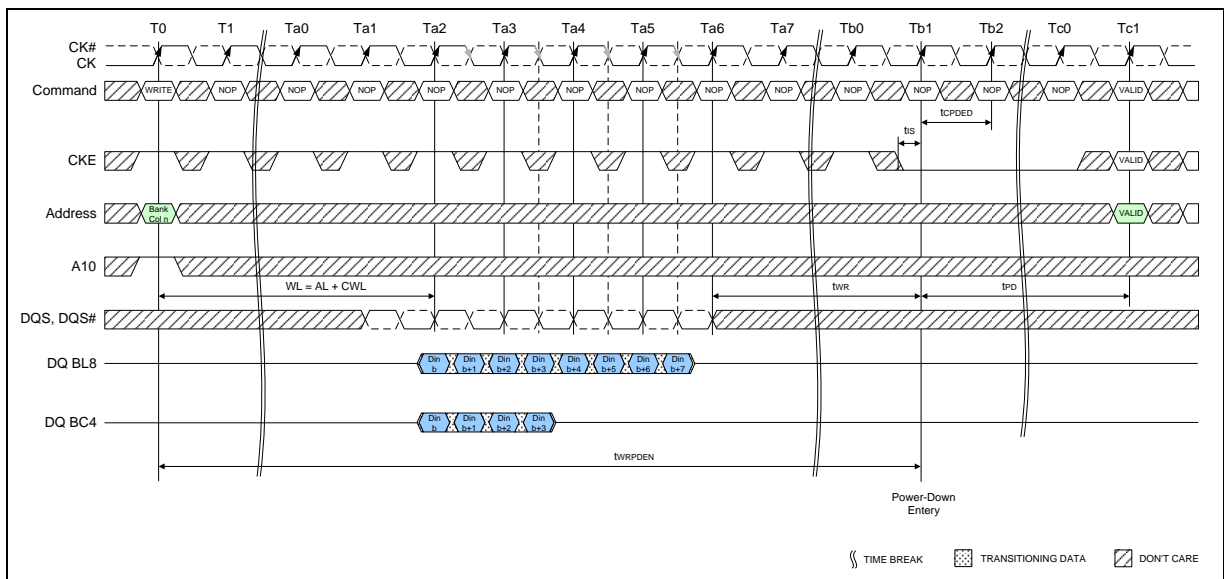 T0 T1 Ta0 Ta1 Ta2 Ta3 Ta4 Ta5 Ta6 Ta7 Tb0 Tb1 Tb2 Tc0 Tc1
CK#
CK
Command WRITE NOP NOP NOP NOP NOP NOP NOP NOP NOP NOP NOP NOP NOP VALID
tCPDED
tIS
CKE VALID
Address Bank Col n VALID
A10
WL = AL + CWL tWR tPD
DQS, DQS#
DQ BL8 Din b Din b+1 Din b+2 Din b+3 Din b+4 Din b+5 Din b+6 Din b+7
DQ BC4 Din b Din b+1 Din b+2 Din b+3
tWRPDEN
Power-Down
Entery
TIME BREAK TRANSITIONING DATA DON'T CARE